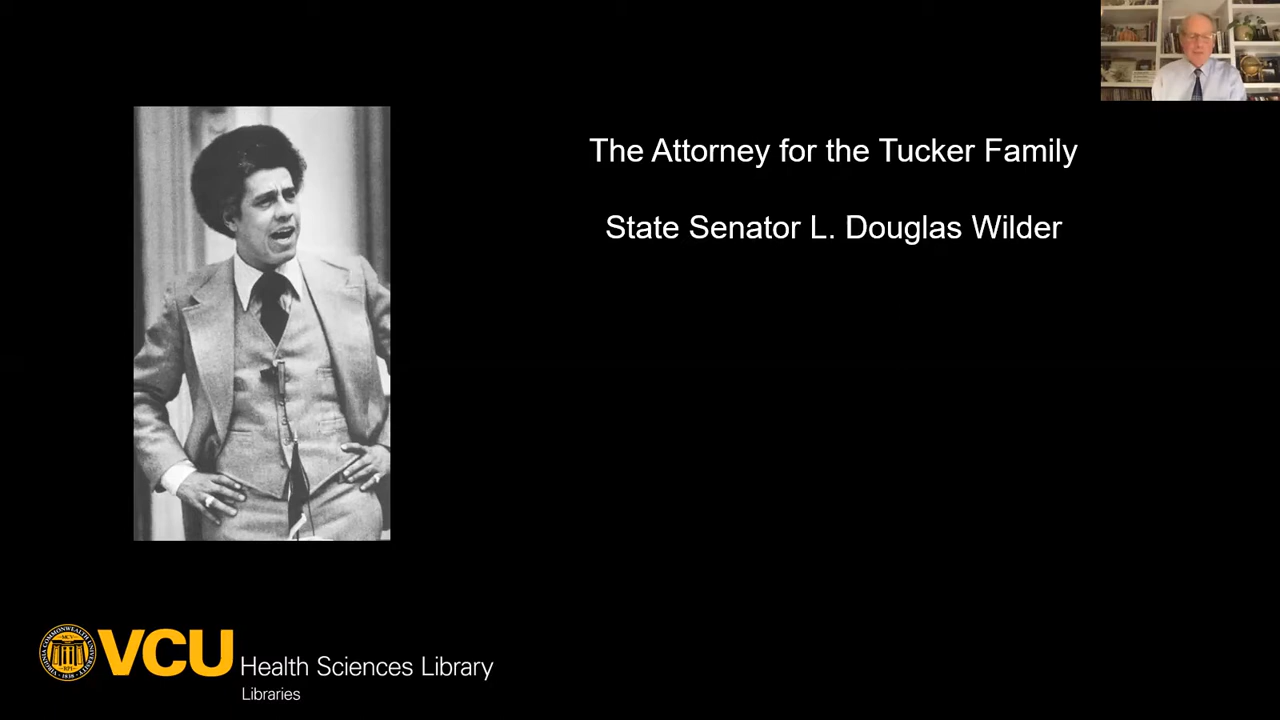 The Attorney for the Tucker Family
State Senator L. Douglas Wilder
VCU Health Sciences Library
Libraries